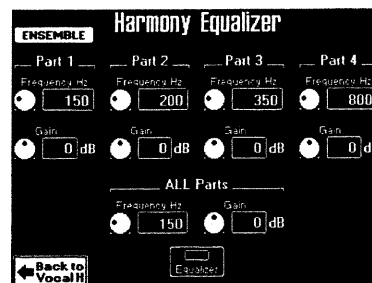 Harmony Equalizer
ENSEMBLE
Part 1 Part 2 Part 3 Part 4
Frequency Hz Frequency Hz Frequency Hz Frequency Hz
150 200 350 800
Gain Gain Gain Gain
0 dB 0 dB 0 dB 0 d
ALL Parts
Frequency Hz Gain
150 0 dB
Equalizer
Back to
Vocal H